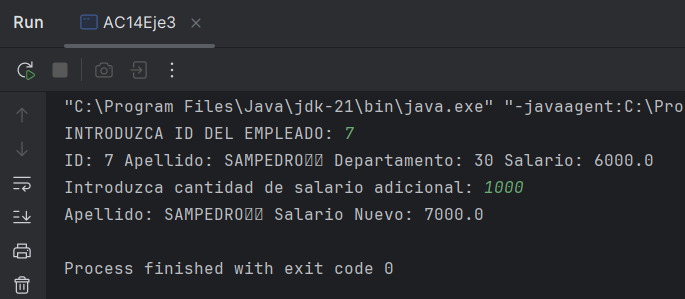 Run AC14Eje3
"C:\Program Files\Java\jdk-21\bin\java.exe" "-javaagent:C:\Pro
INTRODUZCA ID DEL EMPLEADO: 7
ID: 7 Apellido: SAMPEDRO Departamento: 30 Salario: 6000.0
Introduzca cantidad de salario adicional: 1000
Apellido: SAMPEDRO Salario Nuevo: 7000.0
Process finished with exit code 0